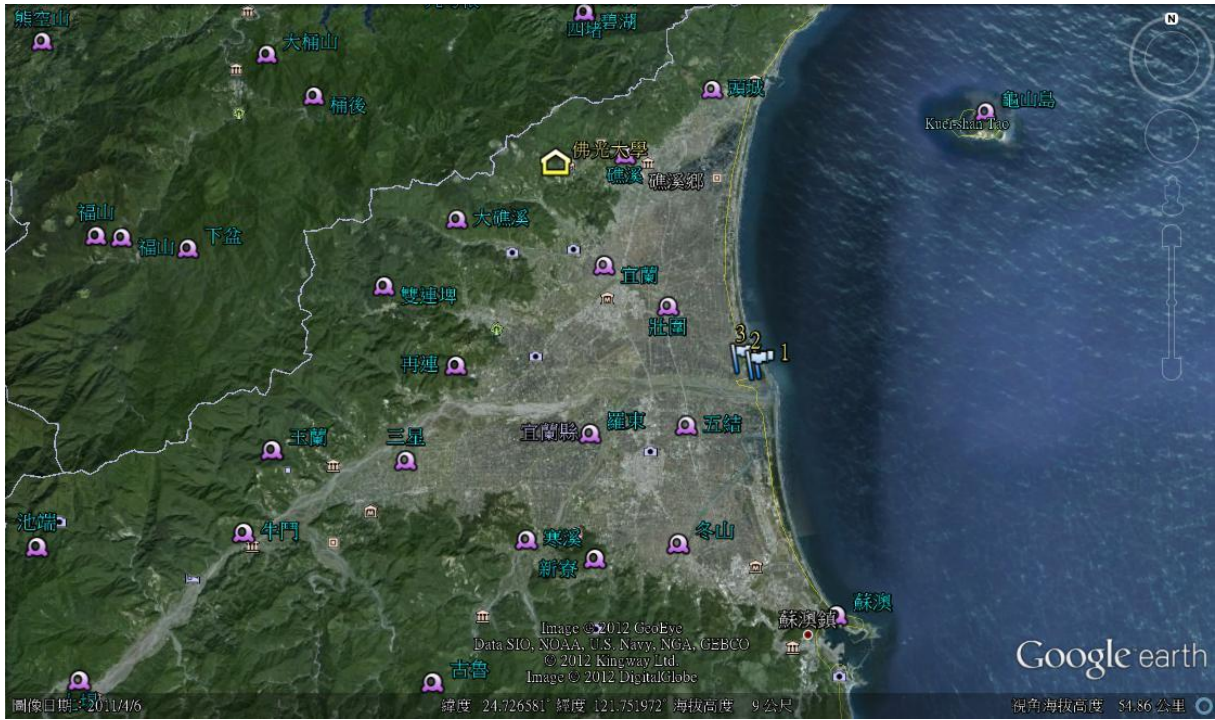 熊空山
四堵
碧湖
N
大桶山
桶後
頭城
龜山島
Kuei-shan Tao
佛光大學
礁溪
礁溪鄉
福山
福山
下盆
大礁溪
宜蘭
雙連埤
壯圍
3
2
1
再連
羅東
宜蘭縣
五結
玉蘭
三星
池端
牛鬥
寒溪
新寮
冬山
蘇澳
蘇澳鎮
古魯
Image © 2012 GeoEye
Data SIO, NOAA, U.S. Navy, NGA, GEBCO
© 2012 Kingway Ltd.
Image © 2012 DigitalGlobe
Google earth
圖像日期：2011/4/6
緯度 24.726581° 經度 121.751972° 海拔高度 9 公尺
視角海拔高度 54.86 公里